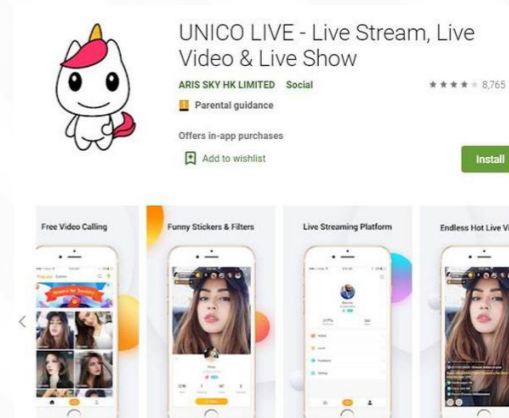 UNICO LIVE - Live Stream, Live
Video & Live Show
ARIS SKY HK LIMITED Social
8,765
Parental guidance
Offers in-app purchases
Add to wishlist
Install
Free Video Calling
Funny Stickers & Filters
Live Streaming Platform
Endless Hot Live Vi